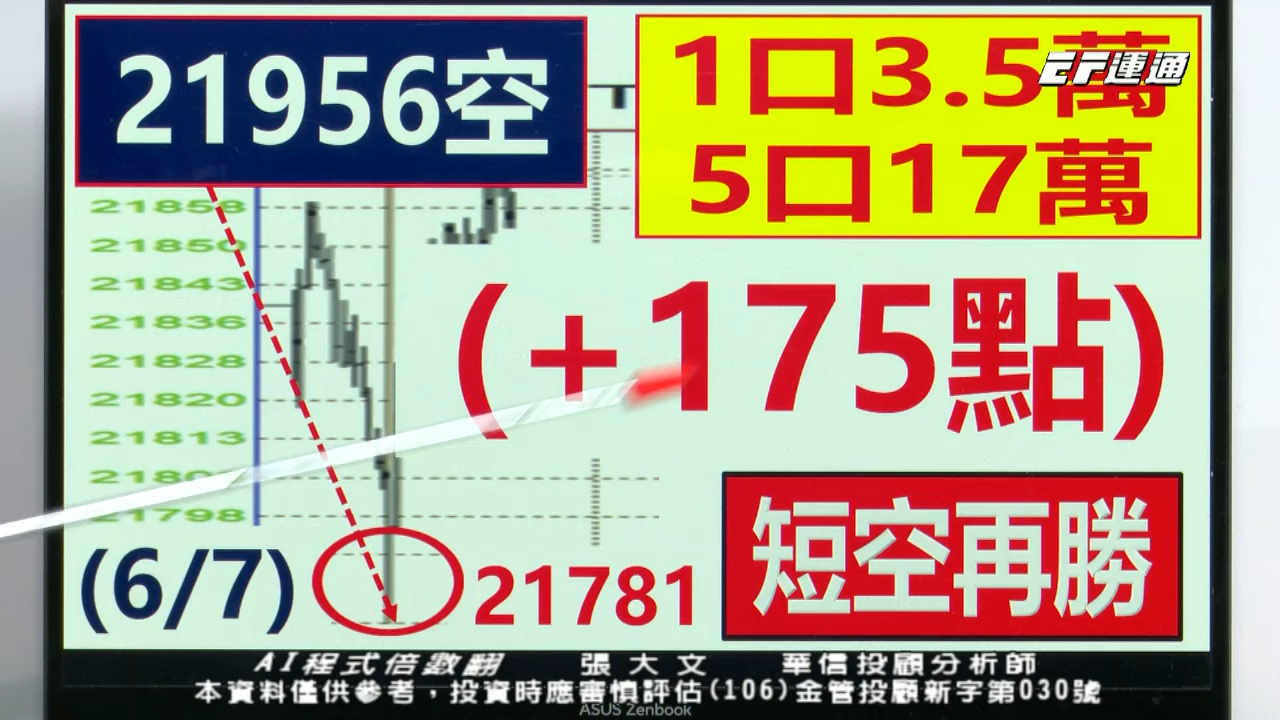 21956空
1口3.5萬
5口17萬
EF運通
21858
21850
21843
21836
21828
21820
21813
21798
(+175點)
(6/7)
21781
短空再勝
AI程式倍數翻 張大文 華信投顧分析師
本資料僅供參考，投資時應審慎評估(106)金管投顧新字第030號
ASUS Zenbook